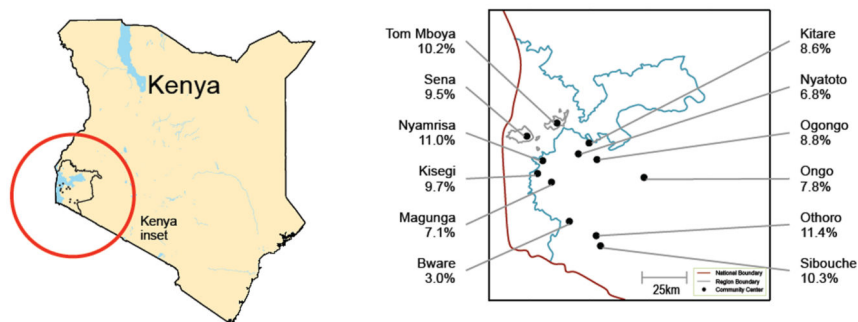 Kenya
Kenya
inset
Tom Mboya
10.2%
Sena
9.5%
Nyamrisa
11.0%
Kisegi
9.7%
Magunga
7.1%
Bware
3.0%
Kitare
8.6%
Nyatoto
6.8%
Ogongo
8.8%
Ongo
7.8%
Othoro
11.4%
Sibouche
10.3%
25km
National Boundary
Region Boundary
Community Center